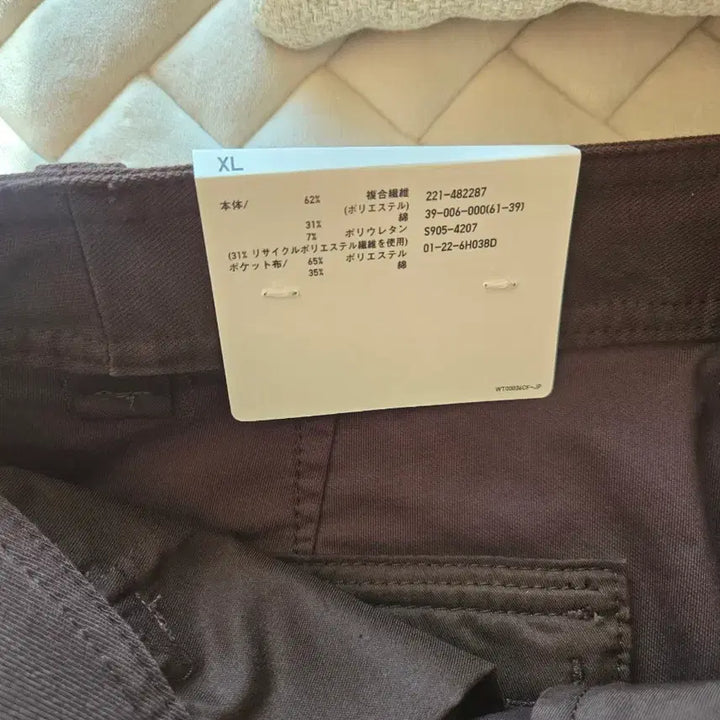 XL
本体/ 62% 複合繊維
(ポリエステル)
31% 綿
7% ポリウレタン
(31% リサイクルポリエステル繊維を使用)
ポケット布/ 65% ポリエステル
35% 綿
221-482287
39-006-000(61-39)
S905-4207
01-22-6H038D